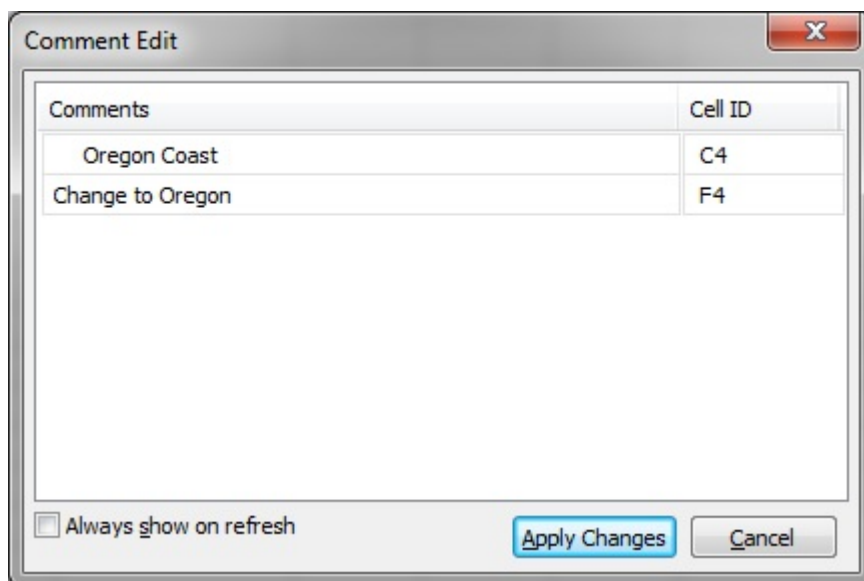 Comment Edit
Comments Cell ID
Oregon Coast C4
Change to Oregon F4
Always show on refresh Apply Changes Cancel